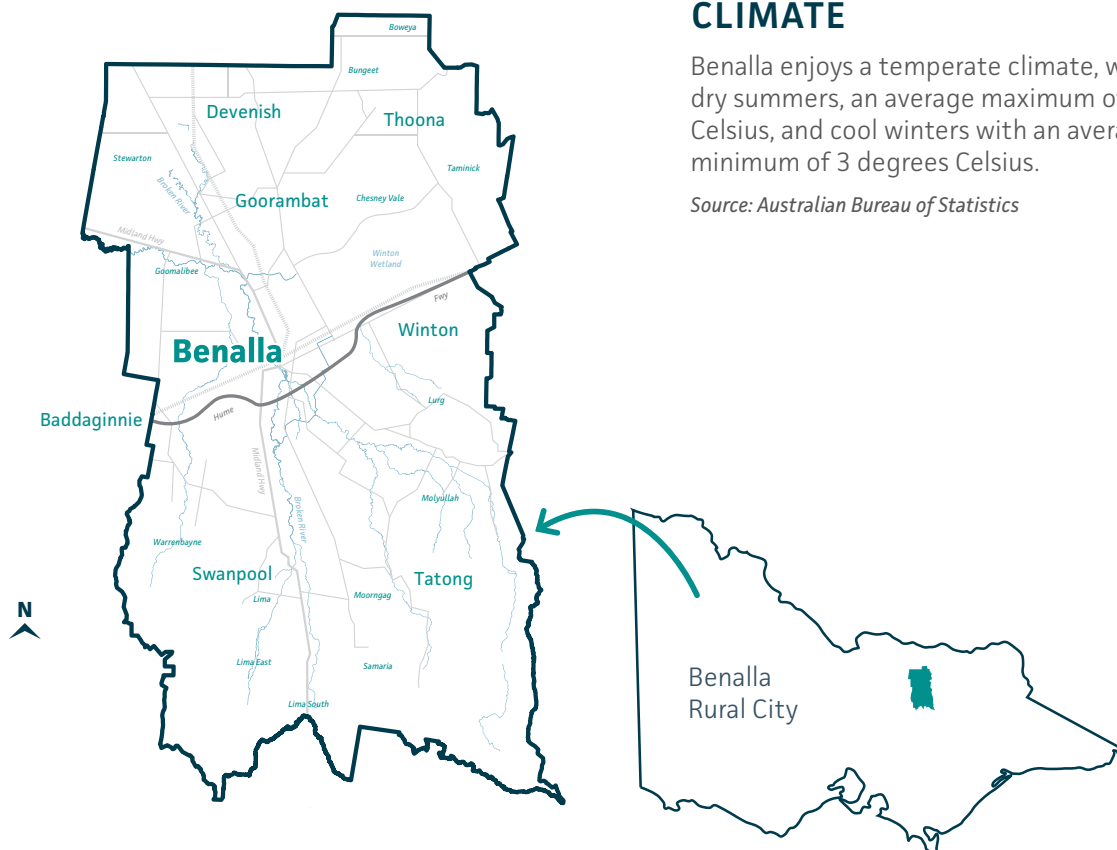 CLIMATE
Benalla enjoys a temperate climate, w
dry summers, an average maximum o
Celsius, and cool winters with an avera
minimum of 3 degrees Celsius.
Source: Australian Bureau of Statistics
Boweya
Bungeet
Devenish
Thoona
Stewarton
Taminick
Broken River
Goorambat
Chesney Vale
Midland Hwy
Winton
Wetland
Goomalibee
Fwy
Winton
Benalla
Lurg
Hume
Baddaginnie
Midland Hwy
Molyullah
Broken River
Warrenbayne
Swanpool
Tatong
Lima
Moorngag
N
Lima East
Samaria
Lima South
Benalla
Rural City